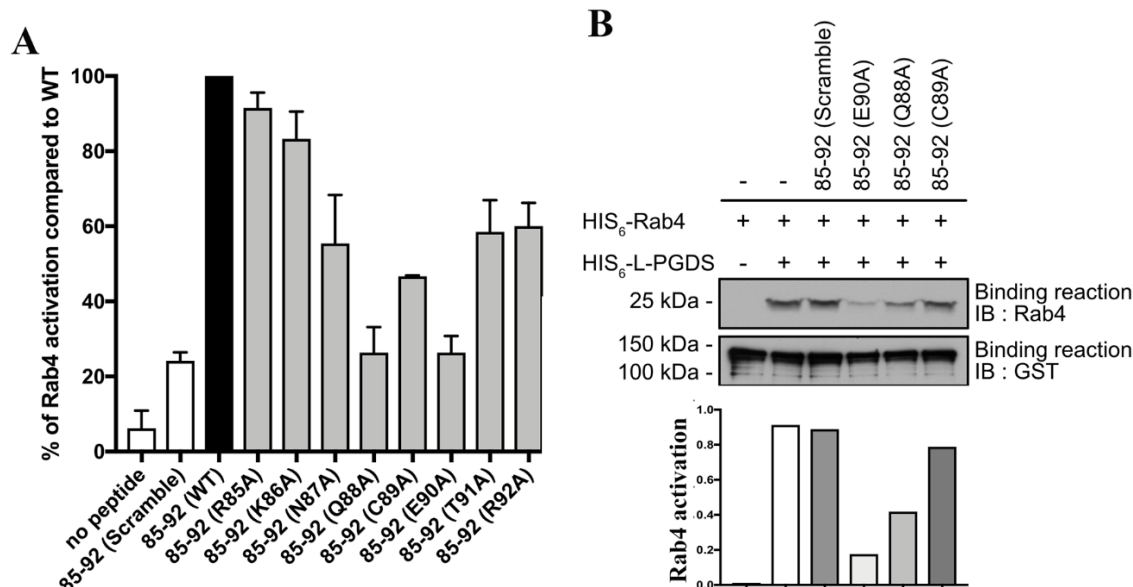 A
% of Rab4 activation compared to WT
100
80
60
40
20
0
no peptide
85-92 (Scramble)
85-92 (WT)
85-92 (R85A)
85-92 (K86A)
85-92 (N87A)
85-92 (Q88A)
85-92 (C89A)
85-92 (E90A)
85-92 (T91A)
85-92 (R92A)
B
- - 85-92 (Scramble) 85-92 (E90A) 85-92 (Q88A) 85-92 (C89A)
HIS6-Rab4 + + + + + +
HIS6-L-PGDS - + + + + +
25 kDa -
Binding reaction
IB : Rab4
150 kDa -
100 kDa -
Binding reaction
IB : GST
Rab4 activation
1.0
0.8
0.6
0.4
0.2
0.0